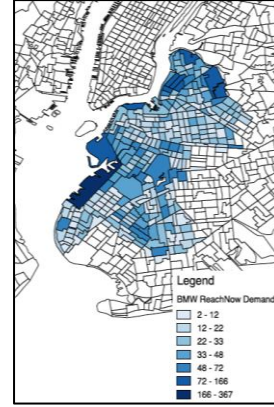 Legend
BMW ReachNow Demand
2 - 12
12 - 22
22 - 33
33 - 48
48 - 72
72 - 166
166 - 367